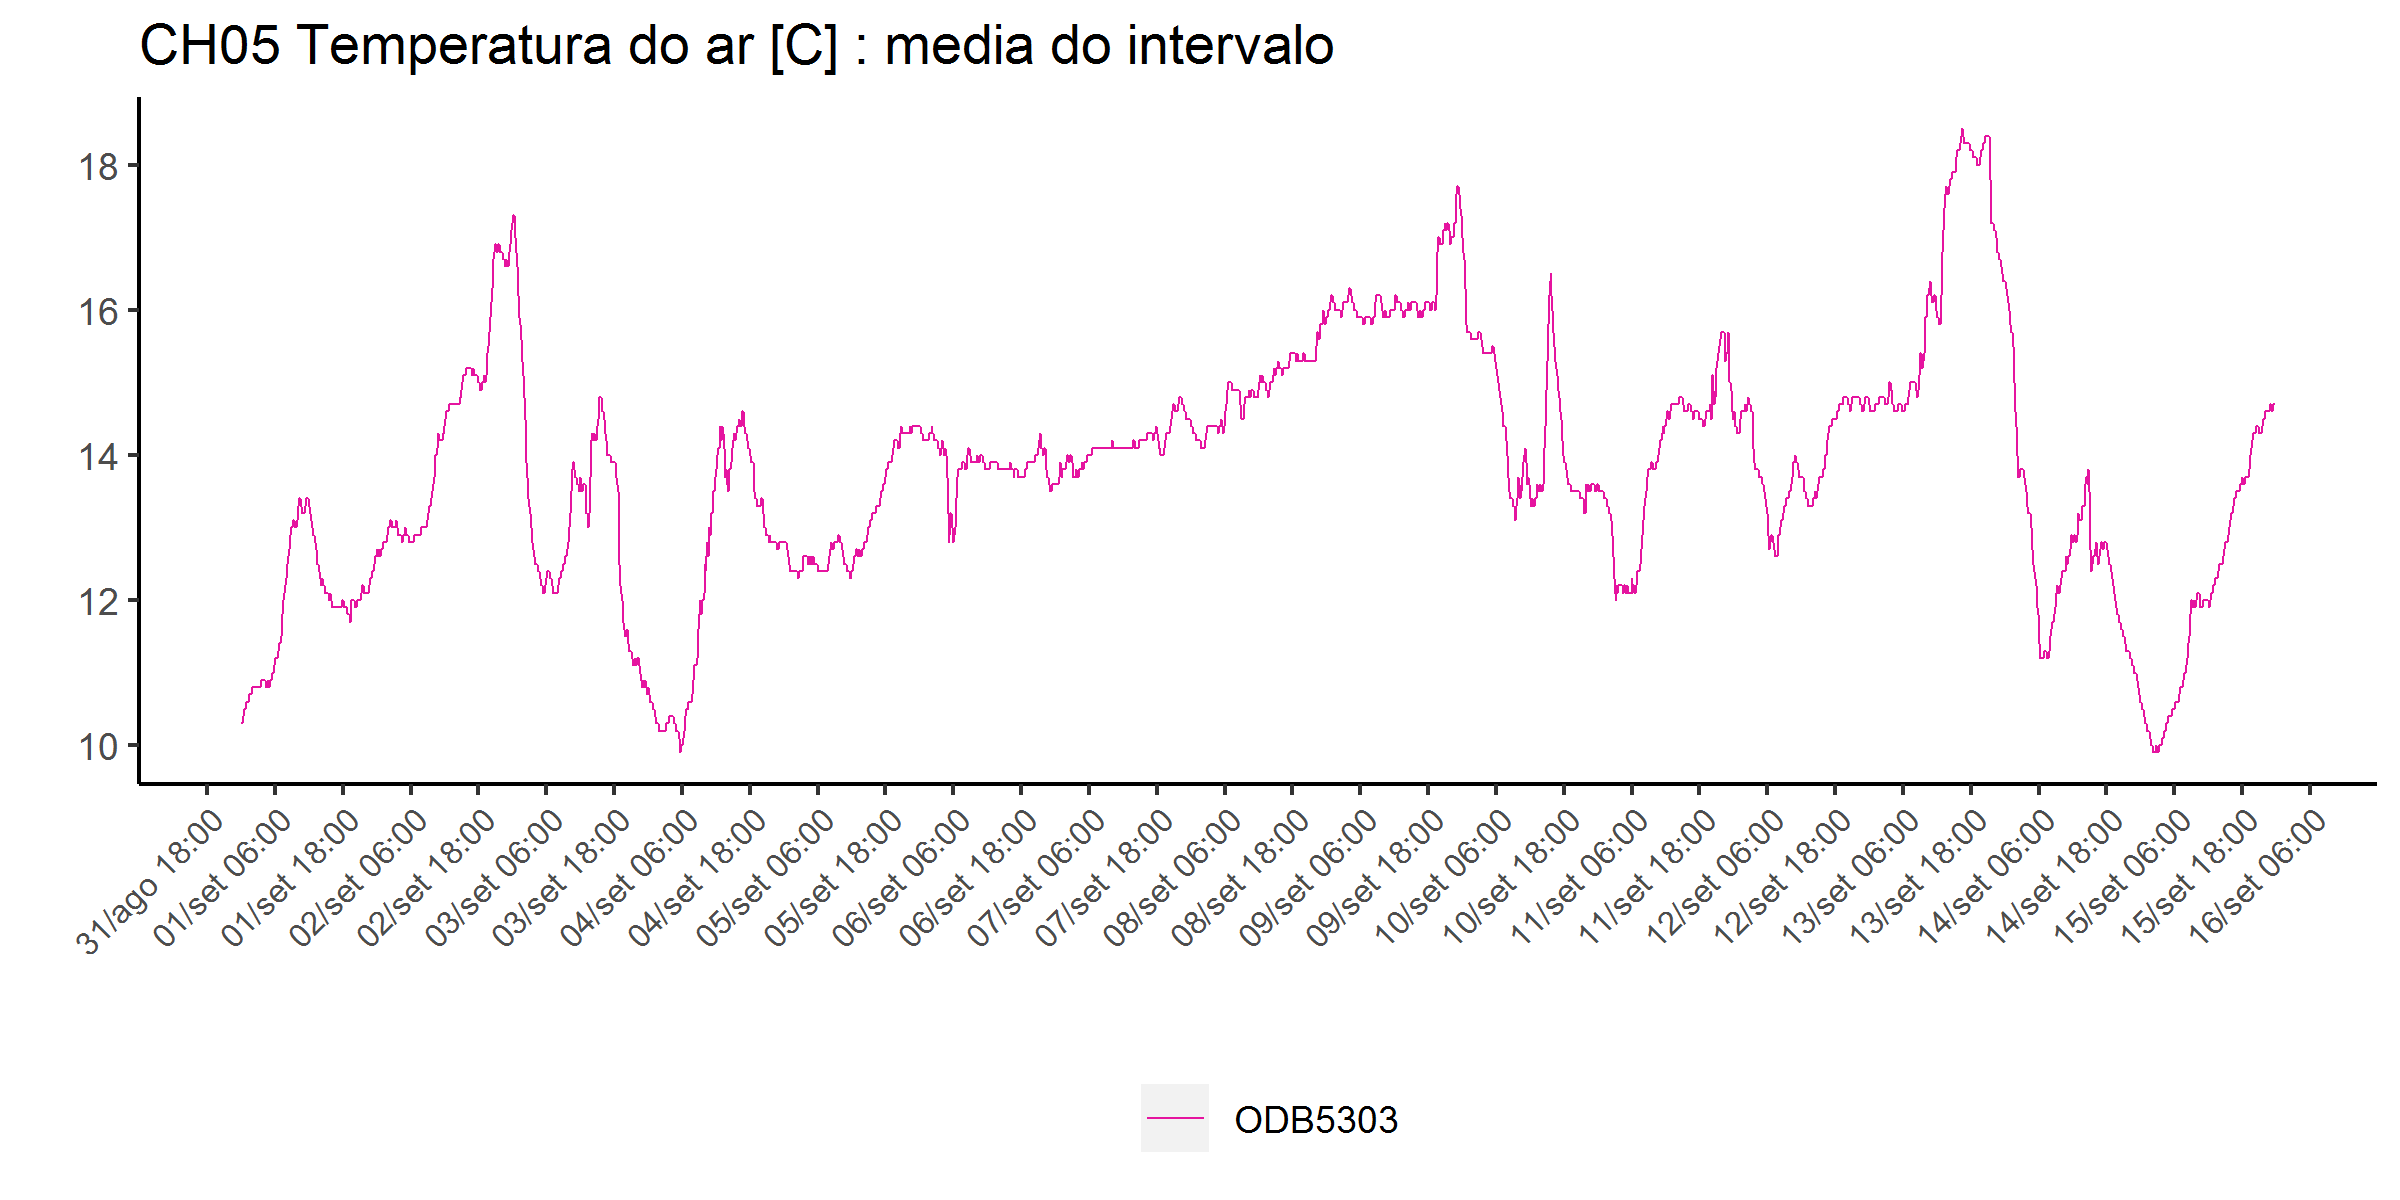 CH05 Temperatura do ar [C] : media do intervalo
18
16
14
12
10
31/ago 18:00
01/set 06:00
01/set 18:00
02/set 06:00
02/set 18:00
03/set 06:00
03/set 18:00
04/set 06:00
04/set 18:00
05/set 06:00
05/set 18:00
06/set 06:00
06/set 18:00
07/set 06:00
07/set 18:00
08/set 06:00
08/set 18:00
09/set 06:00
09/set 18:00
10/set 06:00
10/set 18:00
11/set 06:00
11/set 18:00
12/set 06:00
12/set 18:00
13/set 06:00
13/set 18:00
14/set 06:00
14/set 18:00
15/set 06:00
15/set 18:00
16/set 06:00
ODB5303